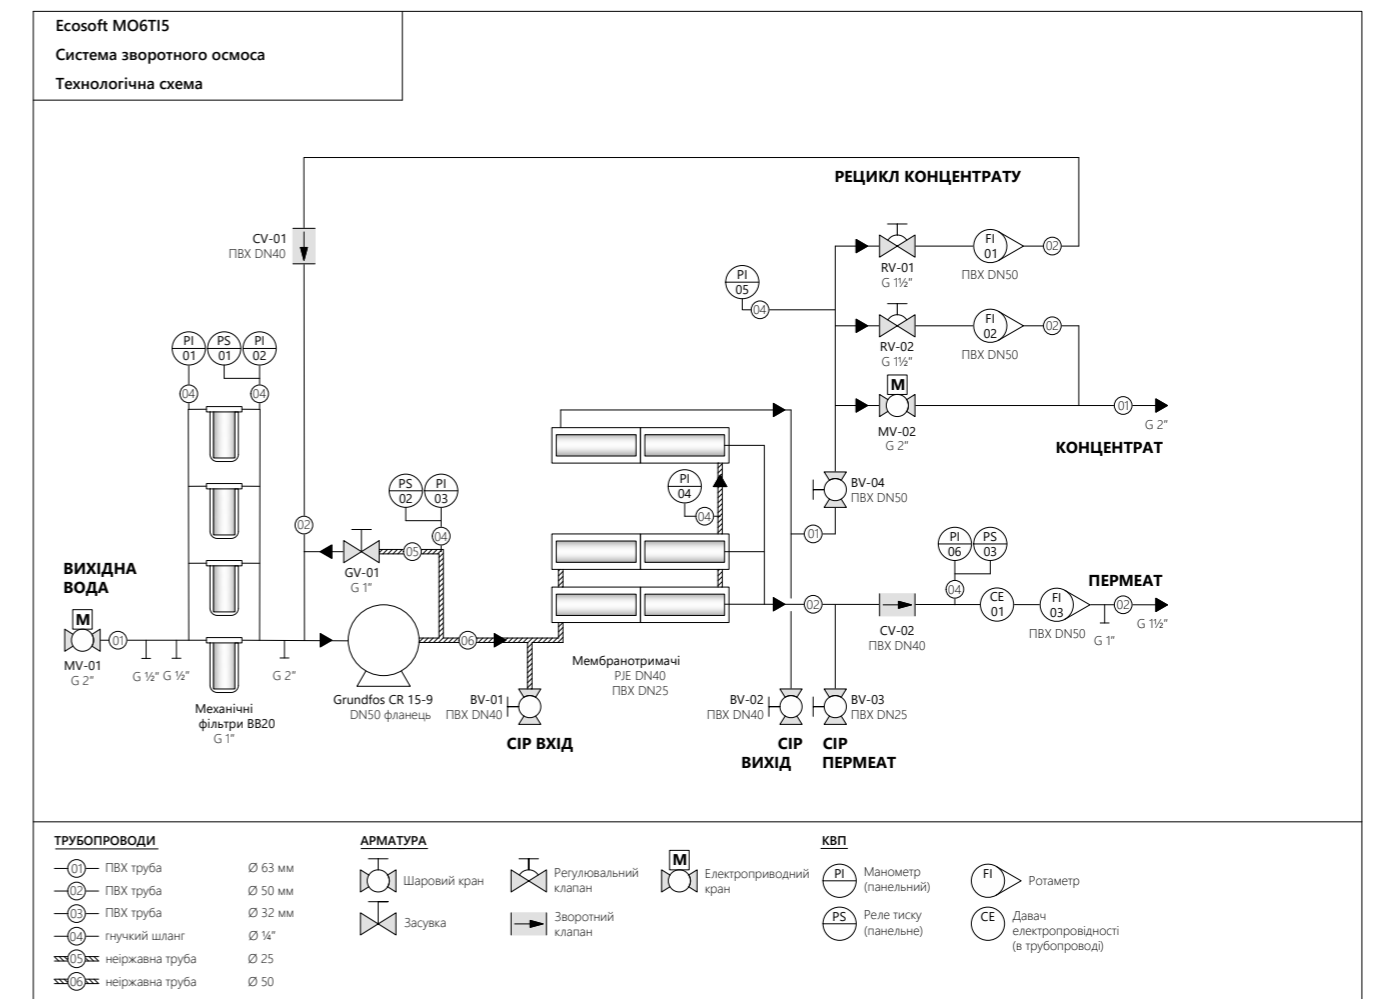 Ecosoft MO6TI5
Система зворотного осмоса
Технологічна схема
РЕЦИКЛ КОНЦЕНТРАТУ
CV-01
ПВХ DN40
FI
01
02
RV-01
G 1½"
ПВХ DN50
PI
05
04
FI
02
02
RV-02
G 1½"
ПВХ DN50
PI
01
PS
01
PI
02
04
04
M
MV-02
G 2"
01
G 2"
КОНЦЕНТРАТ
PS
02
PI
03
04
PI
04
04
BV-04
ПВХ DN50
02
01
05
GV-01
G 1"
PI
06
PS
03
04
ВИХІДНА
ВОДА
ПЕРМЕАТ
M
01
MV-01
G 2"
G ½"
G ½"
G 2"
06
02
CV-02
ПВХ DN40
CE
01
FI
03
ПВХ DN50
02
G 1"
G 1½"
Механічні
фільтри BB20
G 1"
Grundfos CR 15-9
DN50 фланець
Мембранотримачі
PJE DN40
ПВХ DN25
BV-01
ПВХ DN40
BV-02
ПВХ DN40
BV-03
ПВХ DN25
CIP ВХІД
CIP
ВИХІД
CIP
ПЕРМЕАТ
ТРУБОПРОВОДИ
01 ПВХ труба Ø 63 мм
02 ПВХ труба Ø 50 мм
03 ПВХ труба Ø 32 мм
04 гнучкий шланг Ø ¼"
05 неіржавна труба Ø 25
06 неіржавна труба Ø 50
АРМАТУРА
Шаровий кран
Засувка
Регулювальний
клапан
Зворотний
клапан
M
Електроприводний
кран
КВП
PI
Манометр
(панельний)
PS
Реле тиску
(панельне)
FI
Ротаметр
CE
Давач
електропровідності
(в трубопроводі)